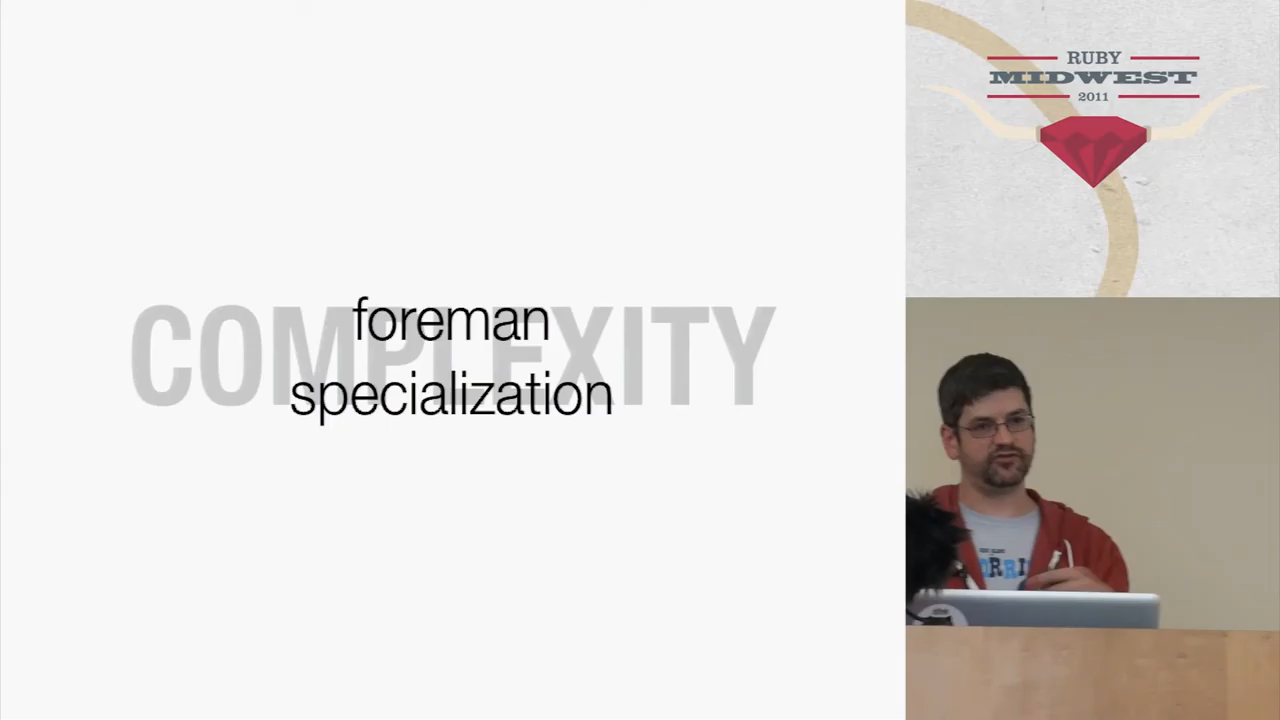 COMPLEXITY
foreman
specialization
RUBY
MIDWEST
2011